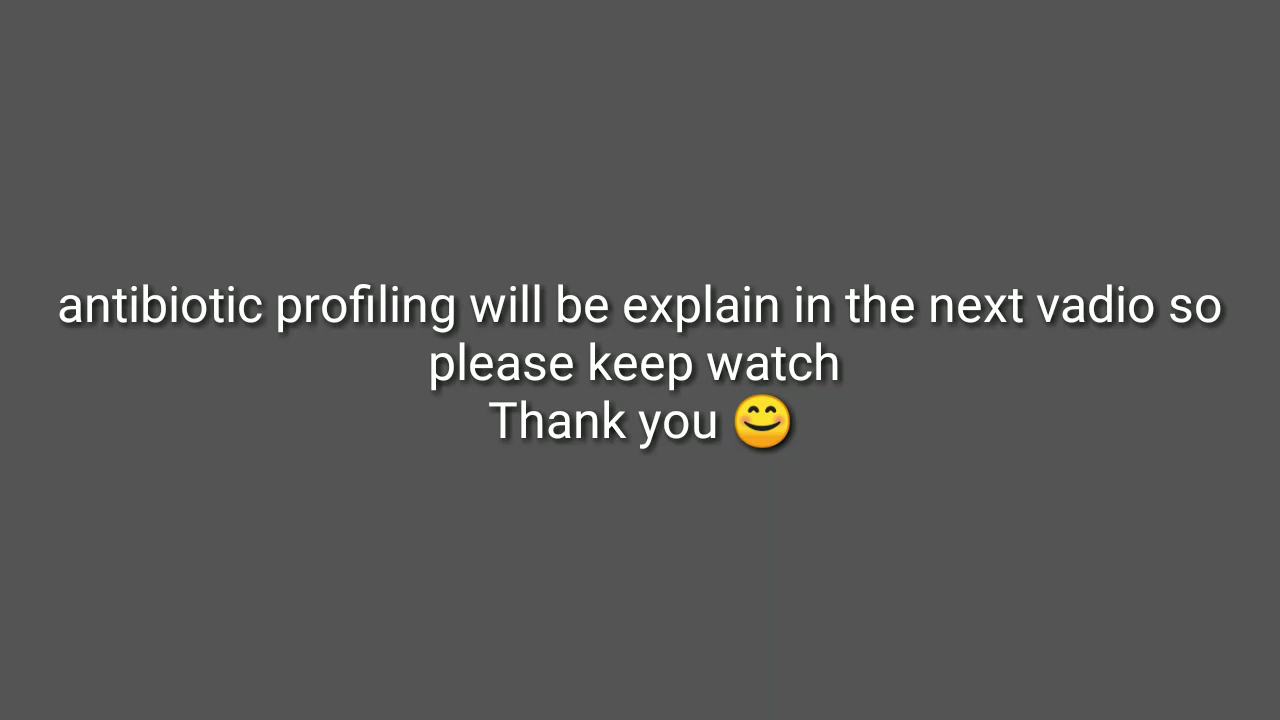 antibiotic profiling will be explain in the next vadio so
please keep watch
Thank you 😊